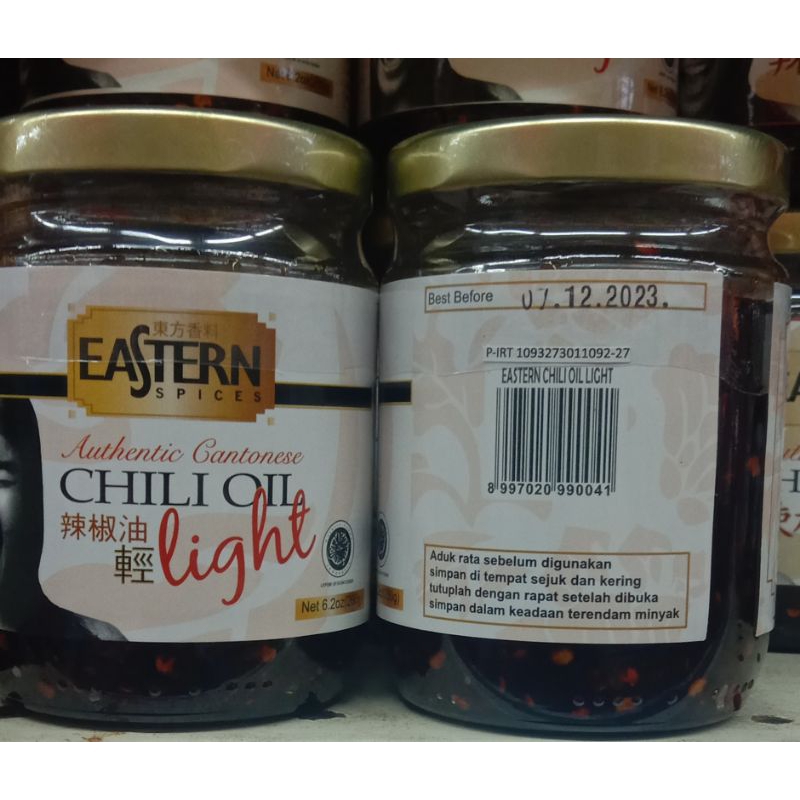 東方香料
EASTERN
SPICES
Authentic Cantonese
CHILI OIL
辣椒油
輕 light
Net 6.2oz
Best Before 07.12.2023.
P-IRT 1093273011092-27
EASTERN CHILI OIL LIGHT
8 997020 990041
Aduk rata sebelum digunakan
simpan di tempat sejuk dan kering
tutuplah dengan rapat setelah dibuka
simpan dalam keadaan terendam minyak